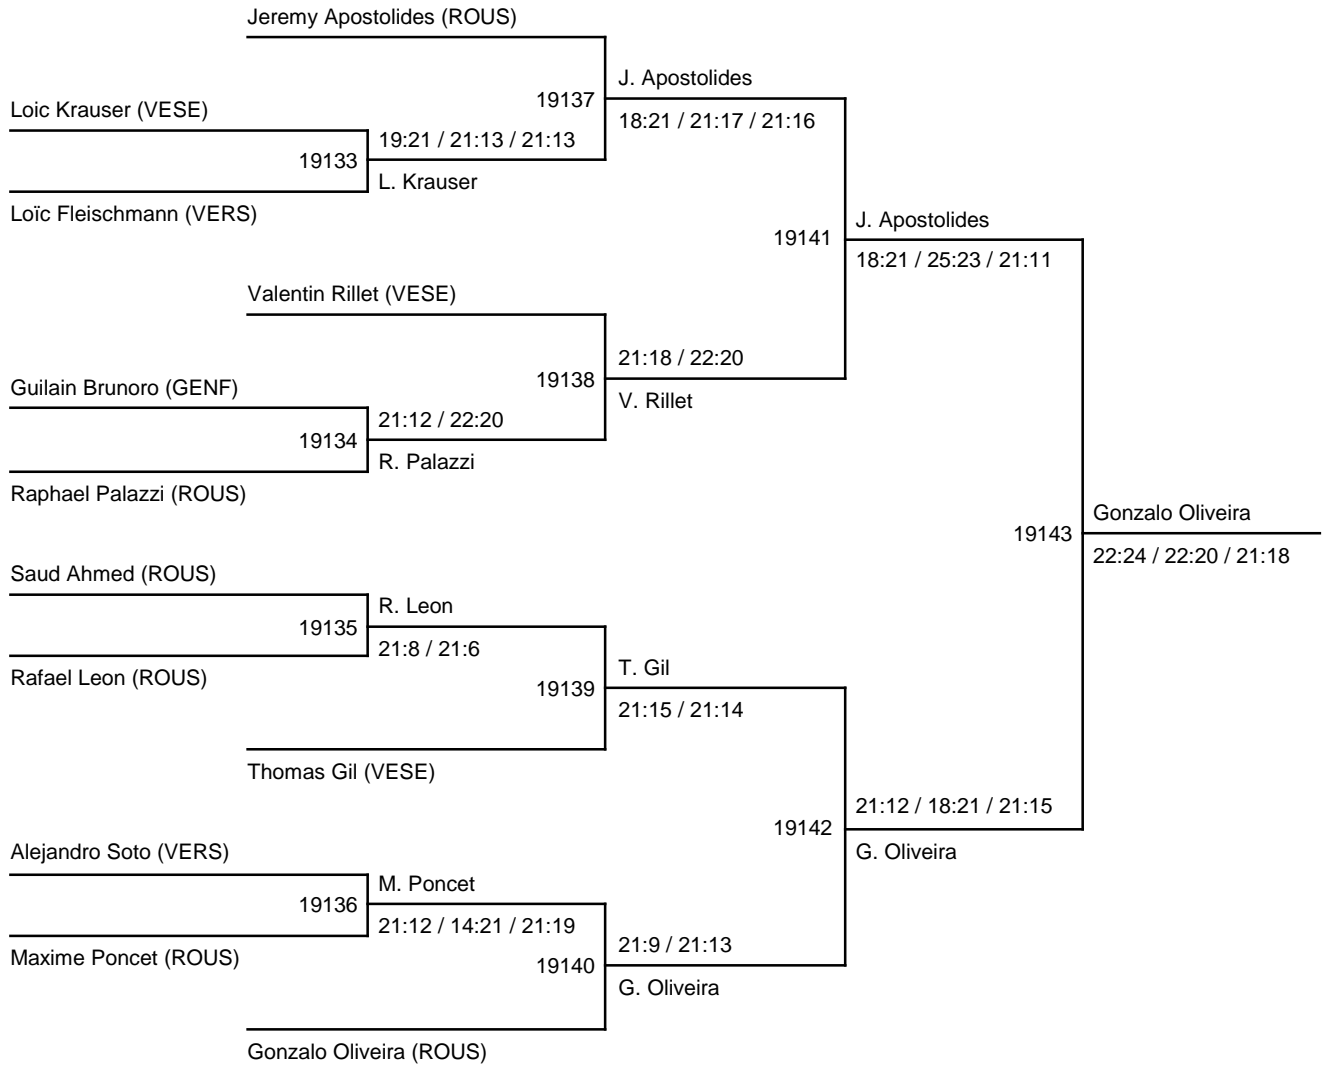 Jeremy Apostolides (ROUS)
J. Apostolides
19137
Loic Krauser (VESE)
18:21 / 21:17 / 21:16
19:21 / 21:13 / 21:13
19133
L. Krauser
Loïc Fleischmann (VERS)
J. Apostolides
19141
18:21 / 25:23 / 21:11
Valentin Rillet (VESE)
21:18 / 22:20
19138
Guilain Brunoro (GENF)
V. Rillet
21:12 / 22:20
19134
R. Palazzi
Raphael Palazzi (ROUS)
Gonzalo Oliveira
19143
22:24 / 22:20 / 21:18
Saud Ahmed (ROUS)
R. Leon
19135
21:8 / 21:6
T. Gil
Rafael Leon (ROUS)
19139
21:15 / 21:14
Thomas Gil (VESE)
21:12 / 18:21 / 21:15
19142
Alejandro Soto (VERS)
G. Oliveira
M. Poncet
19136
21:12 / 14:21 / 21:19
21:9 / 21:13
Maxime Poncet (ROUS)
19140
G. Oliveira
Gonzalo Oliveira (ROUS)